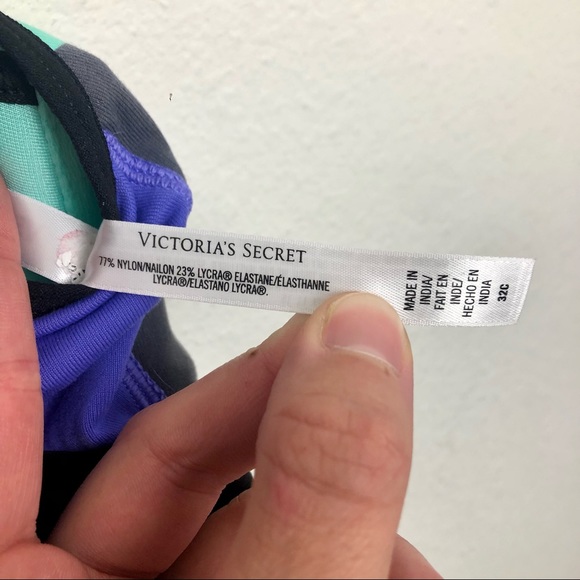 VICTORIA'S SECRET
77% NYLON/NAILON 23% LYCRA® ELASTANE/ÉLASTHANNE
LYCRA®/ELASTANO LYCRA®.
MADE IN
INDIA/
FAIT EN
INDE/
HECHO EN
INDIA
32C